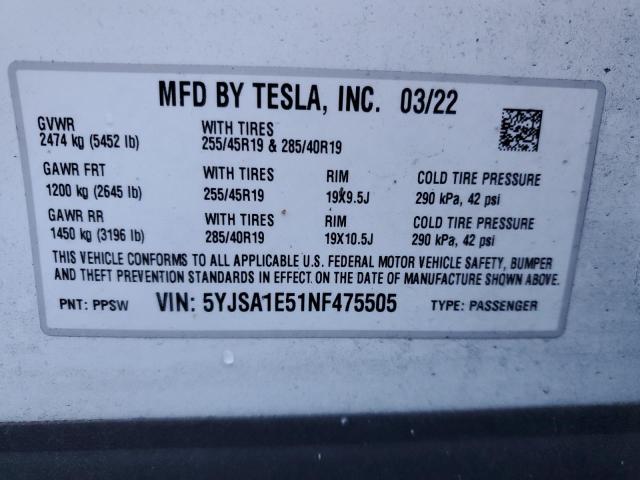 MFD BY TESLA, INC. 03/22
GVWR WITH TIRES
2474 kg (5452 lb) 255/45R19 & 285/40R19
GAWR FRT WITH TIRES RIM COLD TIRE PRESSURE
1200 kg (2645 lb) 255/45R19 19X9.5J 290 kPa, 42 psi
GAWR RR WITH TIRES RIM COLD TIRE PRESSURE
1450 kg (3196 lb) 285/40R19 19X10.5J 290 kPa, 42 psi
THIS VEHICLE CONFORMS TO ALL APPLICABLE U.S. FEDERAL MOTOR VEHICLE SAFETY, BUMPER
AND THEFT PREVENTION STANDARDS IN EFFECT ON THE DATE OF MANUFACTURE SHOWN ABOVE.
PNT: PPSW VIN: 5YJSA1E51NF475505 TYPE: PASSENGER